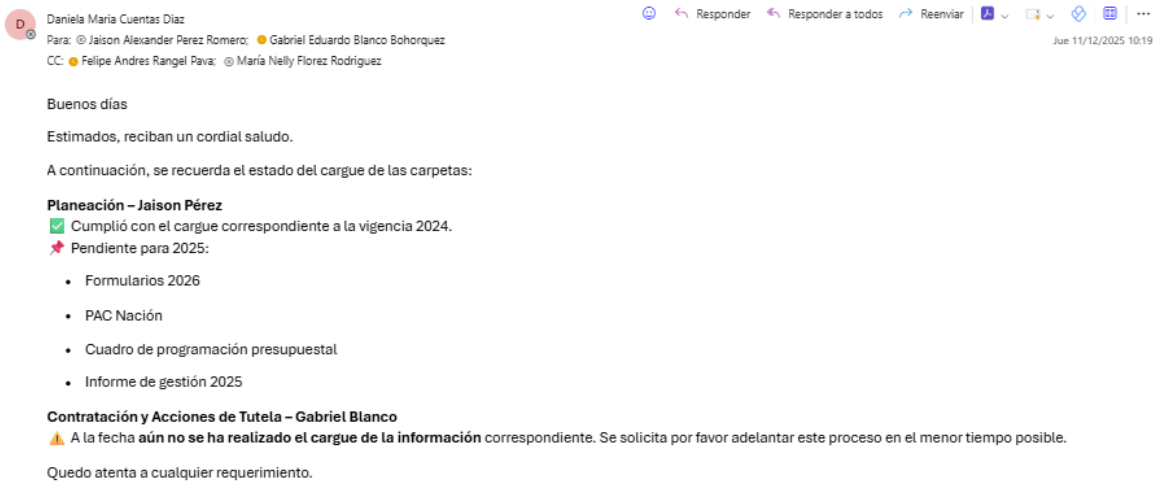 D
Daniela Maria Cuentas Diaz
Responder
Responder a todos
Reenviar
Para: Jaison Alexander Perez Romero; Gabriel Eduardo Blanco Bohorquez
Jue 11/12/2025 10:19
CC: Felipe Andres Rangel Pava; María Nelly Florez Rodriguez
Buenos días
Estimados, reciban un cordial saludo.
A continuación, se recuerda el estado del cargue de las carpetas:
Planeación – Jaison Pérez
✅ Cumplió con el cargue correspondiente a la vigencia 2024.
📌 Pendiente para 2025:
• Formularios 2026
• PAC Nación
• Cuadro de programación presupuestal
• Informe de gestión 2025
Contratación y Acciones de Tutela – Gabriel Blanco
⚠️ A la fecha aún no se ha realizado el cargue de la información correspondiente. Se solicita por favor adelantar este proceso en el menor tiempo posible.
Quedo atenta a cualquier requerimiento.